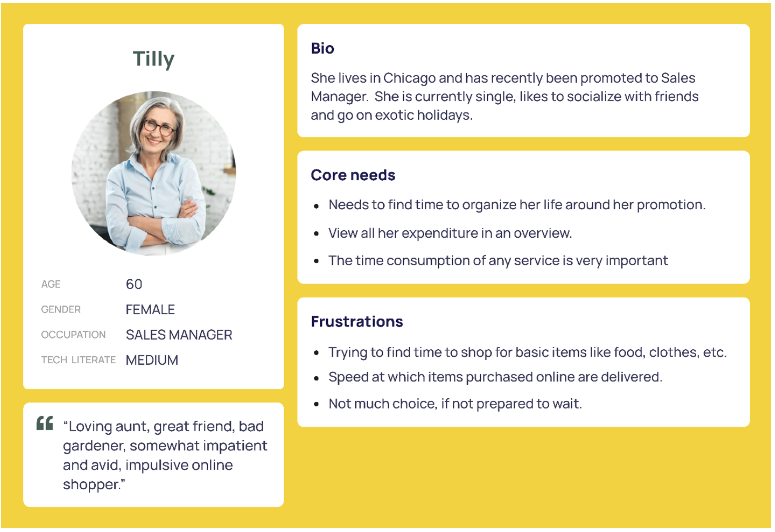 Tilly
AGE 60
GENDER FEMALE
OCCUPATION SALES MANAGER
TECH LITERATE MEDIUM
“Loving aunt, great friend, bad
gardener, somewhat impatient
and avid, impulsive online
shopper.”
Bio
She lives in Chicago and has recently been promoted to Sales
Manager. She is currently single, likes to socialize with friends
and go on exotic holidays.
Core needs
• Needs to find time to organize her life around her promotion.
• View all her expenditure in an overview.
• The time consumption of any service is very important
Frustrations
• Trying to find time to shop for basic items like food, clothes, etc.
• Speed at which items purchased online are delivered.
• Not much choice, if not prepared to wait.